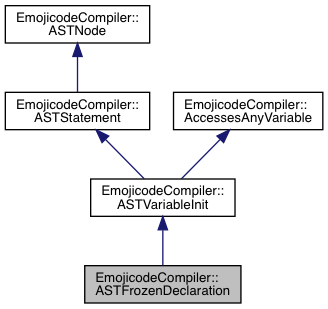 EmojicodeCompiler::
ASTNode
EmojicodeCompiler::
ASTStatement
EmojicodeCompiler::
AccessesAnyVariable
EmojicodeCompiler::
ASTVariableInit
EmojicodeCompiler::
ASTFrozenDeclaration